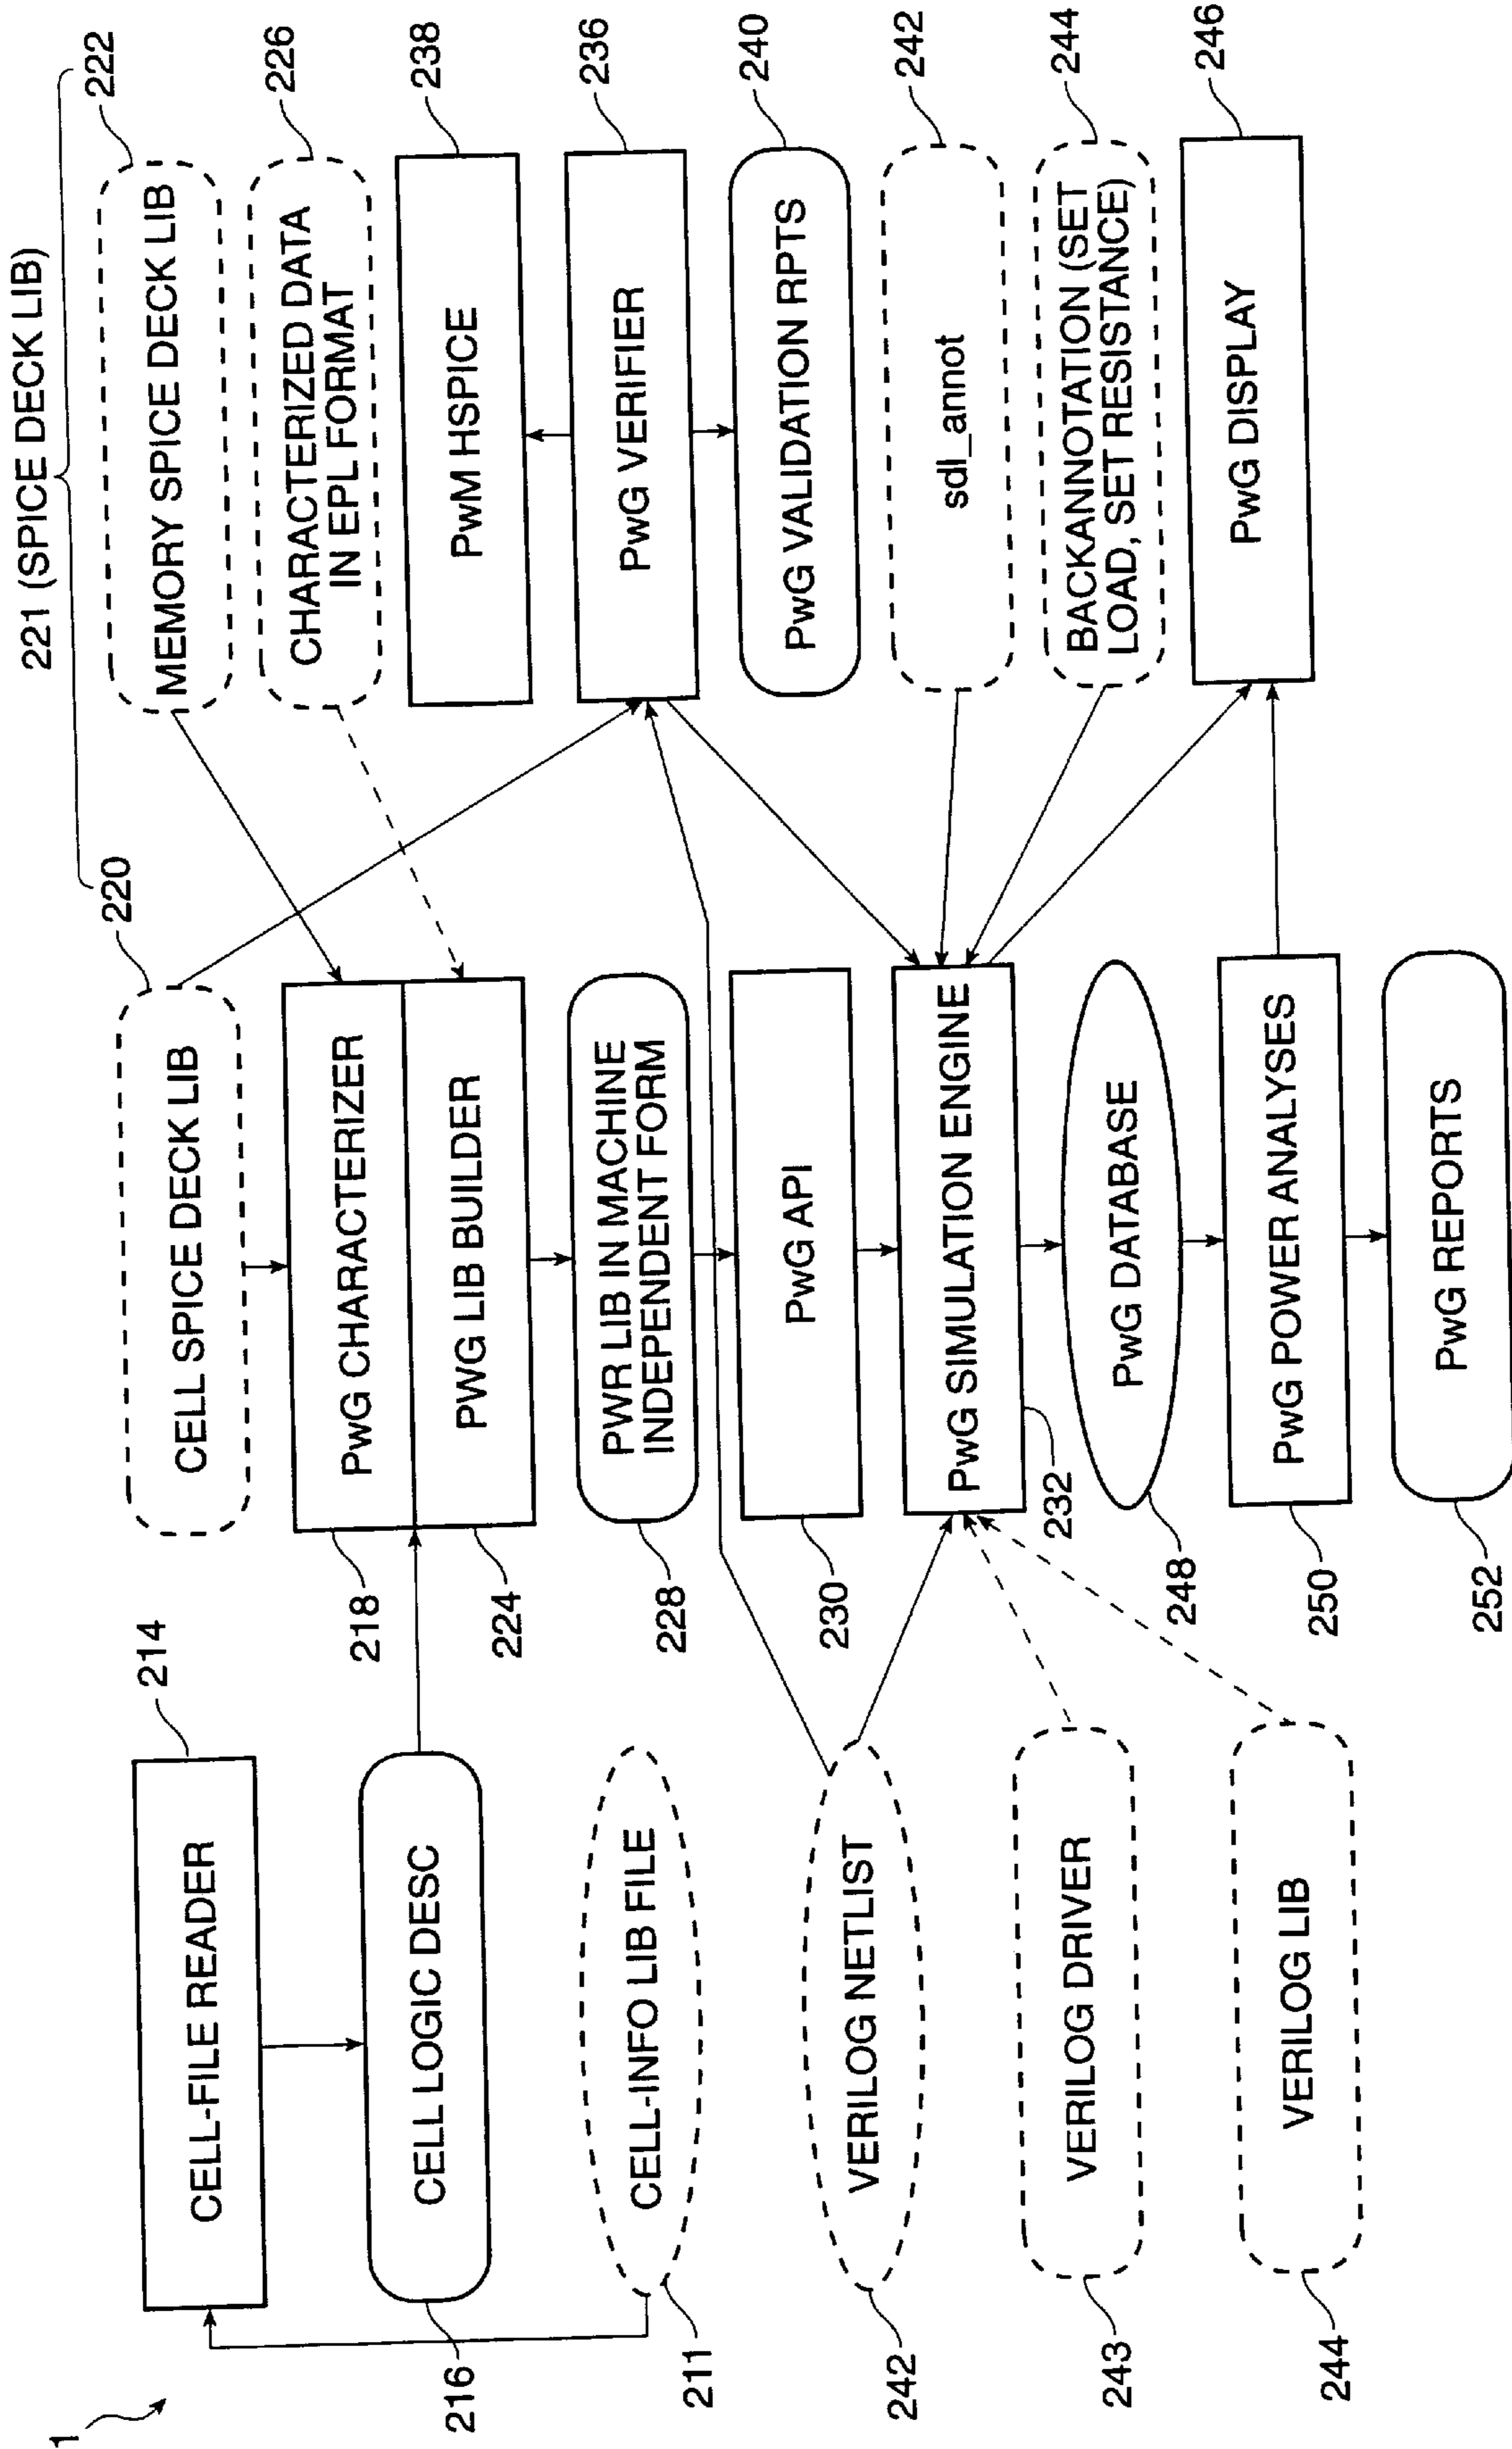 1
221 (SPICE DECK LIB)
214
220
222
CELL-FILE READER
CELL SPICE DECK LIB
MEMORY SPICE DECK LIB
226
CHARACTERIZED DATA
IN EPL FORMAT
218
PwG CHARACTERIZER
216
CELL LOGIC DESC
224
PWG LIB BUILDER
238
PwM HSPICE
211
CELL-INFO LIB FILE
228
PWR LIB IN MACHINE
INDEPENDENT FORM
236
PwG VERIFIER
230
PwG API
240
PwG VALIDATION RPTS
242
VERILOG NETLIST
232
PwG SIMULATION ENGINE
242
sdl_annot
243
VERILOG DRIVER
248
PwG DATABASE
244
BACKANNOTATION (SET
LOAD, SET RESISTANCE)
244
VERILOG LIB
250
PwG POWER ANALYSES
246
PwG DISPLAY
252
PwG REPORTS